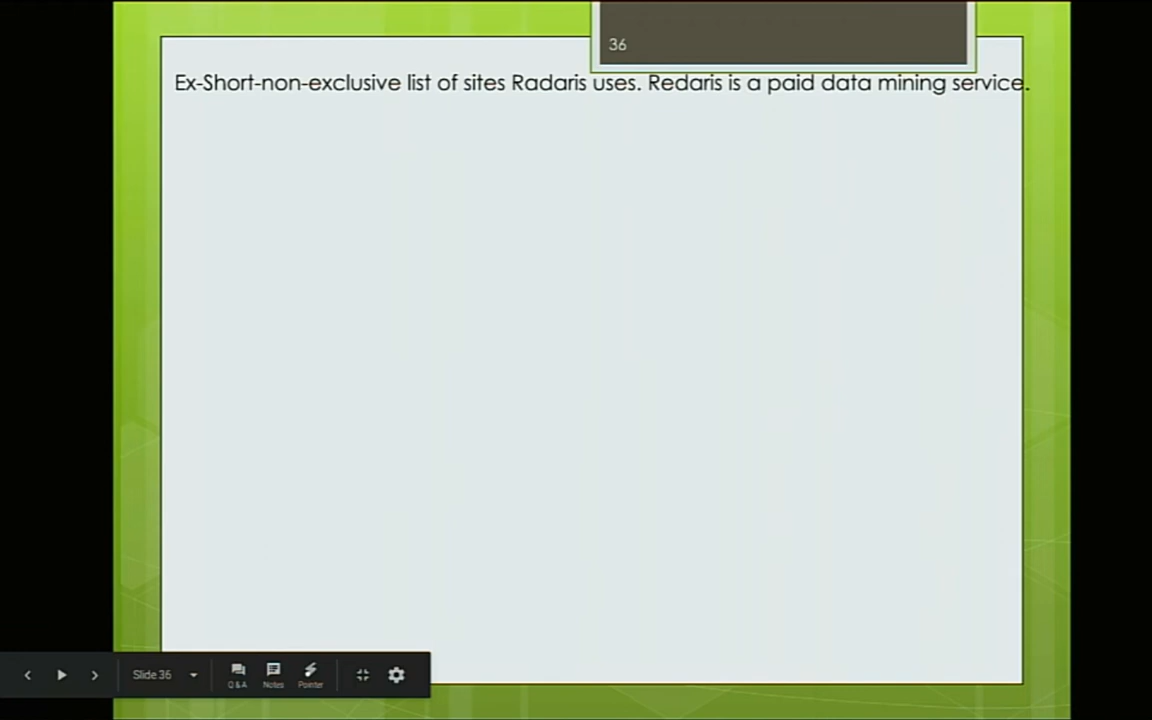 36
Ex-Short-non-exclusive list of sites Radaris uses. Redaris is a paid data mining service.
Slide 36
Q & A
Notes
Pointer